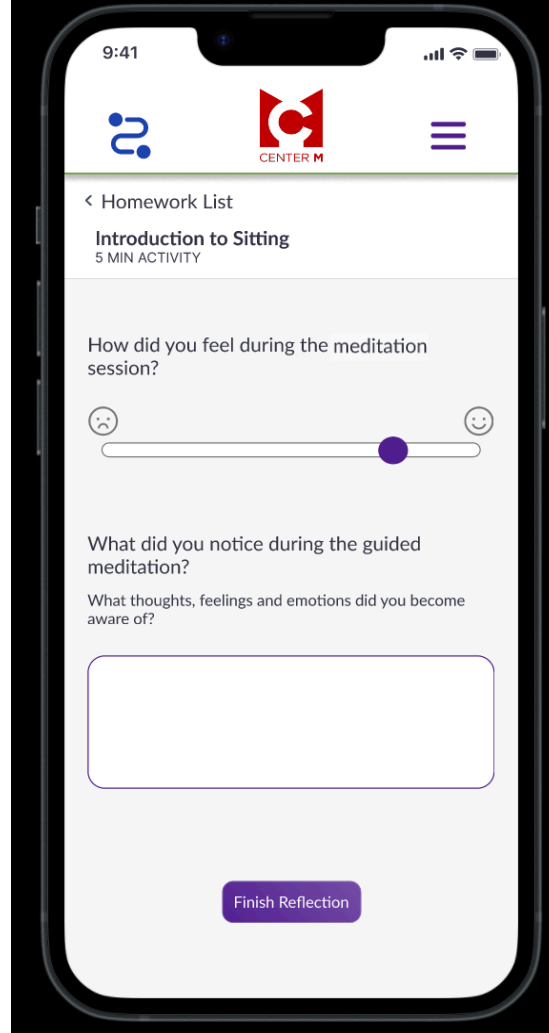 9:41
CENTER M
< Homework List
Introduction to Sitting
5 MIN ACTIVITY
How did you feel during the meditation
session?
What did you notice during the guided
meditation?
What thoughts, feelings and emotions did you become
aware of?
Finish Reflection